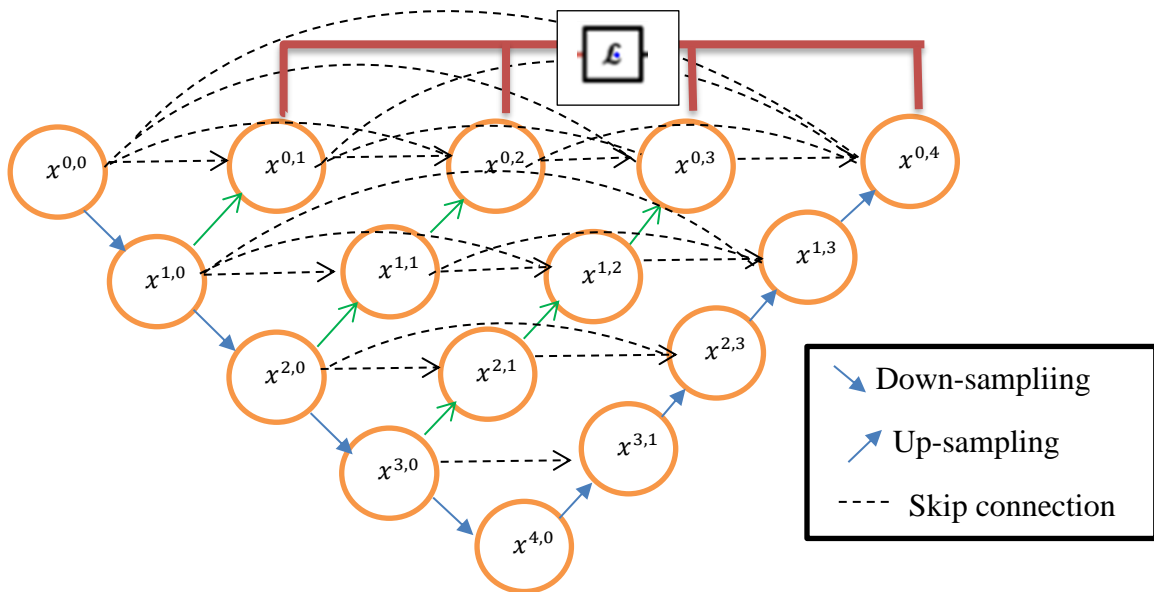 ℒ
x^{0,0}
x^{0,1}
x^{0,2}
x^{0,3}
x^{0,4}
x^{1,0}
x^{1,1}
x^{1,2}
x^{1,3}
x^{2,0}
x^{2,1}
x^{2,3}
x^{3,0}
x^{3,1}
x^{4,0}
Down-sampliing
Up-sampling
Skip connection